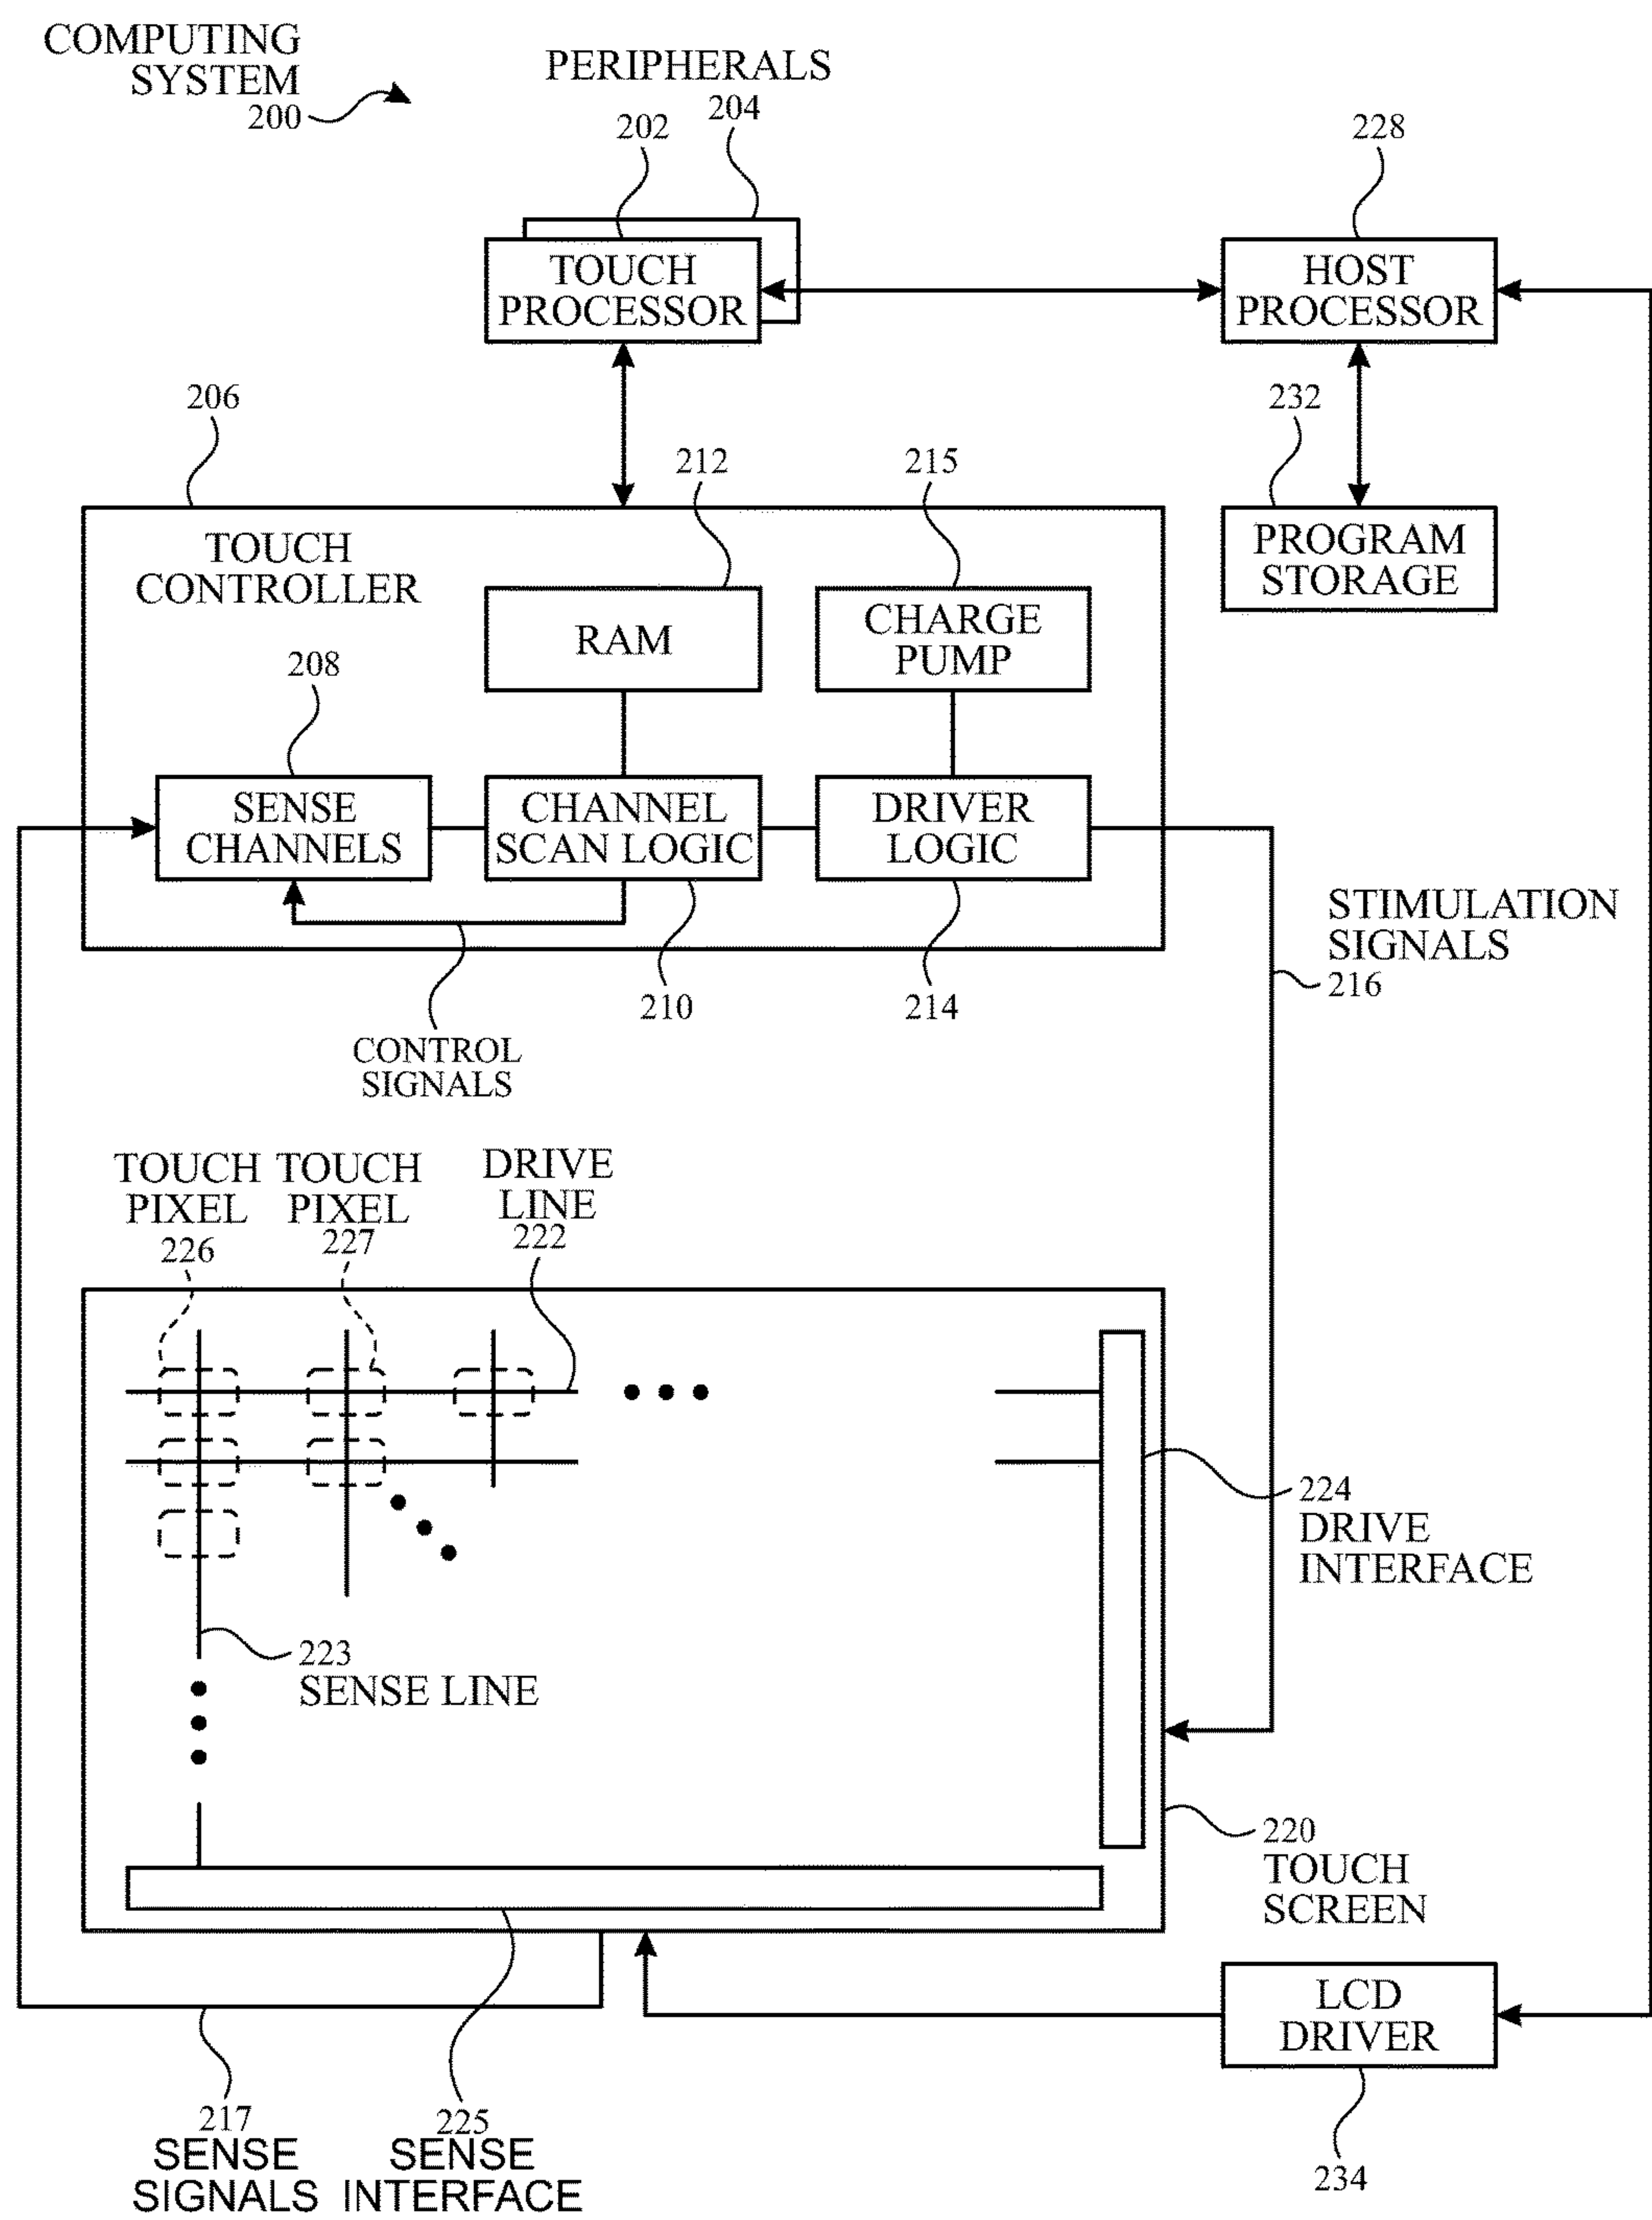 COMPUTING
SYSTEM
200
PERIPHERALS
204
202
228
TOUCH
PROCESSOR
HOST
PROCESSOR
206
212
215
232
TOUCH
CONTROLLER
RAM
CHARGE
PUMP
PROGRAM
STORAGE
208
SENSE
CHANNELS
CHANNEL
SCAN LOGIC
DRIVER
LOGIC
STIMULATION
SIGNALS
216
210
214
CONTROL
SIGNALS
TOUCH
PIXEL
226
TOUCH
PIXEL
227
DRIVE
LINE
222
224
DRIVE
INTERFACE
223
SENSE LINE
220
TOUCH
SCREEN
LCD
DRIVER
234
217
SENSE
SIGNALS
225
SENSE
INTERFACE